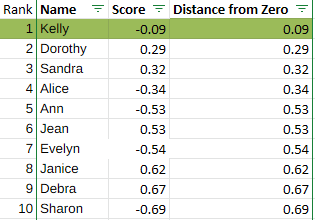 Rank Name Score Distance from Zero
1 Kelly -0.09 0.09
2 Dorothy 0.29 0.29
3 Sandra 0.32 0.32
4 Alice -0.34 0.34
5 Ann -0.53 0.53
6 Jean 0.53 0.53
7 Evelyn -0.54 0.54
8 Janice 0.62 0.62
9 Debra 0.67 0.67
10 Sharon -0.69 0.69